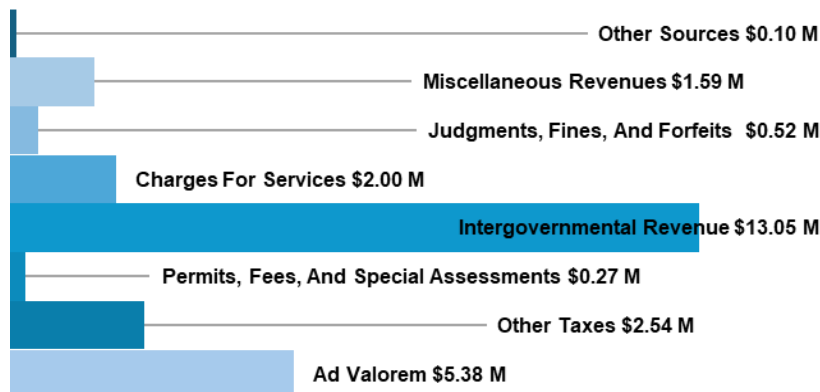 Other Sources $0.10 M
Miscellaneous Revenues $1.59 M
Judgments, Fines, And Forfeits $0.52 M
Charges For Services $2.00 M
Intergovernmental Revenue $13.05 M
Permits, Fees, And Special Assessments $0.27 M
Other Taxes $2.54 M
Ad Valorem $5.38 M